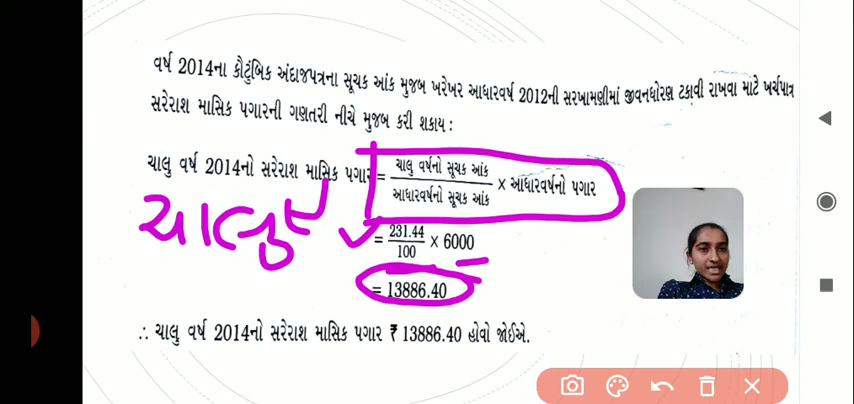 વર્ષ 2014ના કૌટુંબિક અંદાજપત્રના સૂચક આંક મુજબ ખરેખર આધારવર્ષ 2012ની સરખામણીમાં જીવનધોરણ ટકાવી રાખવા માટે ખર્ચપાત્ર
સરેરાશ માસિક પગારની ગણતરી નીચે મુજબ કરી શકાય :
ચાલુ વર્ષ 2014નો સરેરાશ માસિક પગાર = ચાલુ વર્ષનો સૂચક આંક / આધારવર્ષનો સૂચક આંક × આધારવર્ષનો પગાર
ચાલુ
= 231.44 / 100 × 6000
= 13886.40
∴ ચાલુ વર્ષ 2014નો સરેરાશ માસિક પગાર ₹ 13886.40 હોવો જોઈએ.